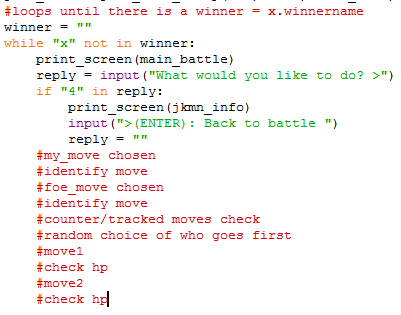 #loops until there is a winner = x.winnername
winner = ""
while "x" not in winner:
    print_screen(main_battle)
    reply = input("What would you like to do? >")
    if "4" in reply:
        print_screen(jkmn_info)
        input(">(ENTER): Back to battle ")
        reply = ""
    #my_move chosen
    #identify move
    #foe_move chosen
    #identify move
    #counter/tracked moves check
    #random choice of who goes first
    #move1
    #check hp
    #move2
    #check hp